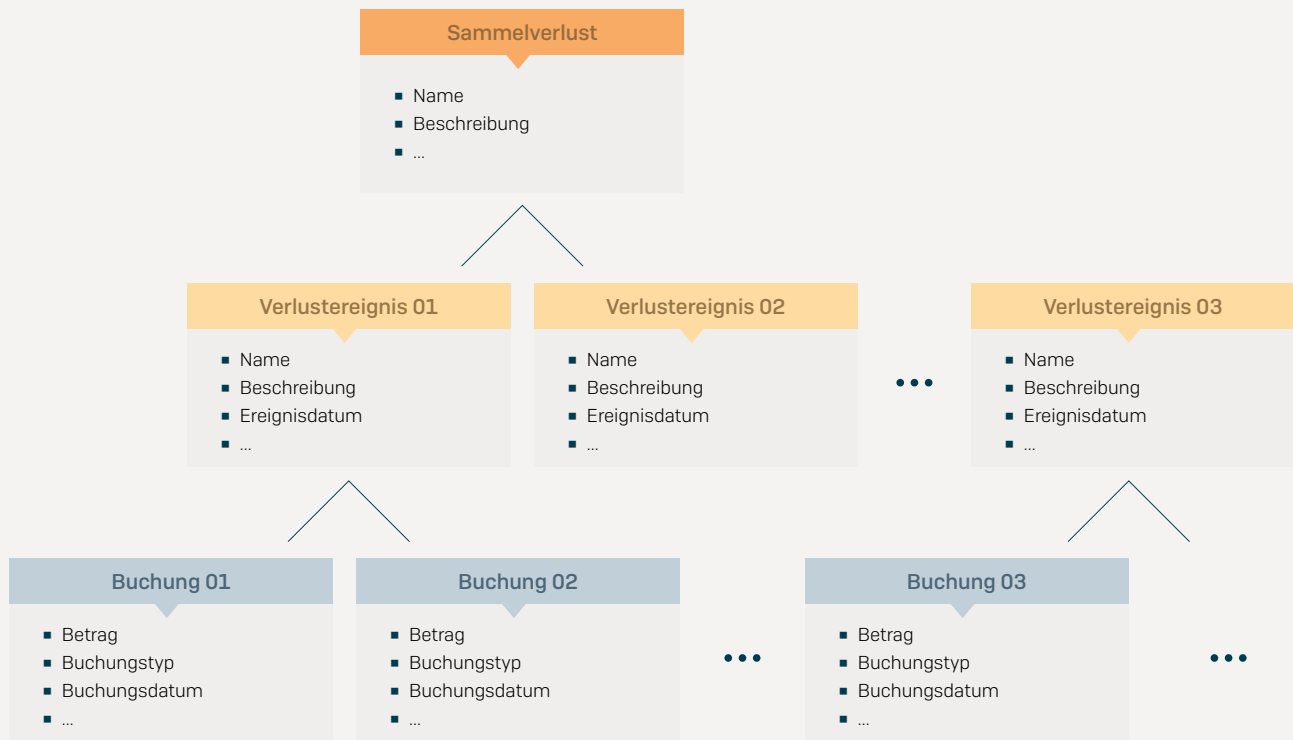 Sammelverlust
■ Name
■ Beschreibung
■ ...
Verlustereignis 01
■ Name
■ Beschreibung
■ Ereignisdatum
■ ...
Verlustereignis 02
■ Name
■ Beschreibung
■ Ereignisdatum
■ ...
•••
Verlustereignis 03
■ Name
■ Beschreibung
■ Ereignisdatum
■ ...
Buchung 01
■ Betrag
■ Buchungstyp
■ Buchungsdatum
■ ...
Buchung 02
■ Betrag
■ Buchungstyp
■ Buchungsdatum
■ ...
•••
Buchung 03
■ Betrag
■ Buchungstyp
■ Buchungsdatum
■ ...
•••